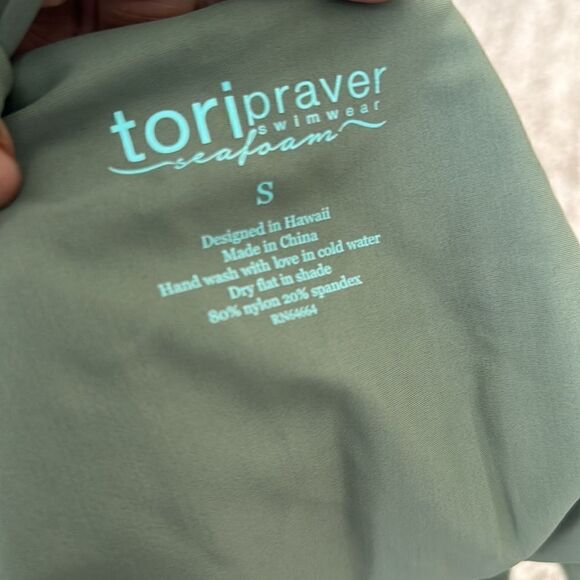 toripraver
swimwear
seafoam
S
Designed in Hawaii
Made in China
Hand wash with love in cold water
Dry flat in shade
80% nylon 20% spandex
RN64664